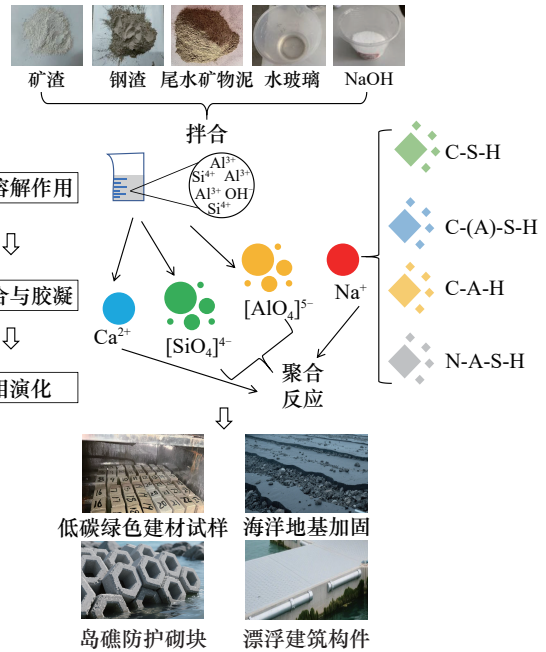 矿渣
钢渣
尾水矿物泥
水玻璃
NaOH
拌合
Al³⁺
Si⁴⁺ Al³⁺
Al³⁺ OH⁻
Si⁴⁺
溶解作用
合与胶凝
相演化
C-S-H
C-(A)-S-H
C-A-H
N-A-S-H
Ca²⁺
[SiO₄]⁴⁻
[AlO₄]⁵⁻
Na⁺
聚合
反应
低碳绿色建材试样
海洋地基加固
岛礁防护砌块
漂浮建筑构件